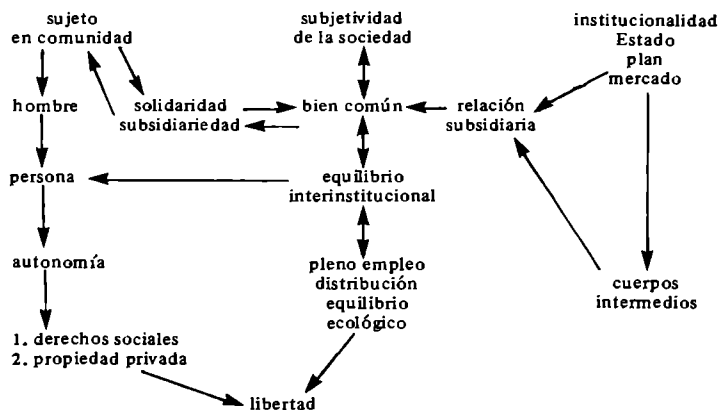 sujeto
en comunidad
subjetividad
de la sociedad
institucionalidad
Estado
plan
mercado
hombre
solidaridad
subsidiariedad
bien común
relación
subsidiaria
persona
equilibrio
interinstitucional
autonomía
pleno empleo
distribución
equilibrio
ecológico
cuerpos
intermedios
1. derechos sociales
2. propiedad privada
libertad